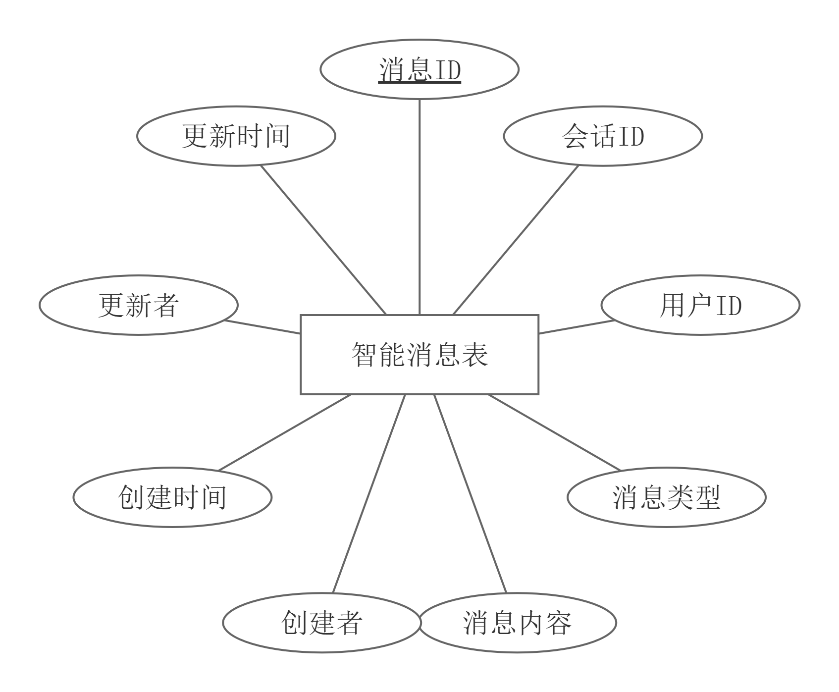 消息ID
更新时间
会话ID
更新者
用户ID
智能消息表
创建时间
消息类型
创建者
消息内容